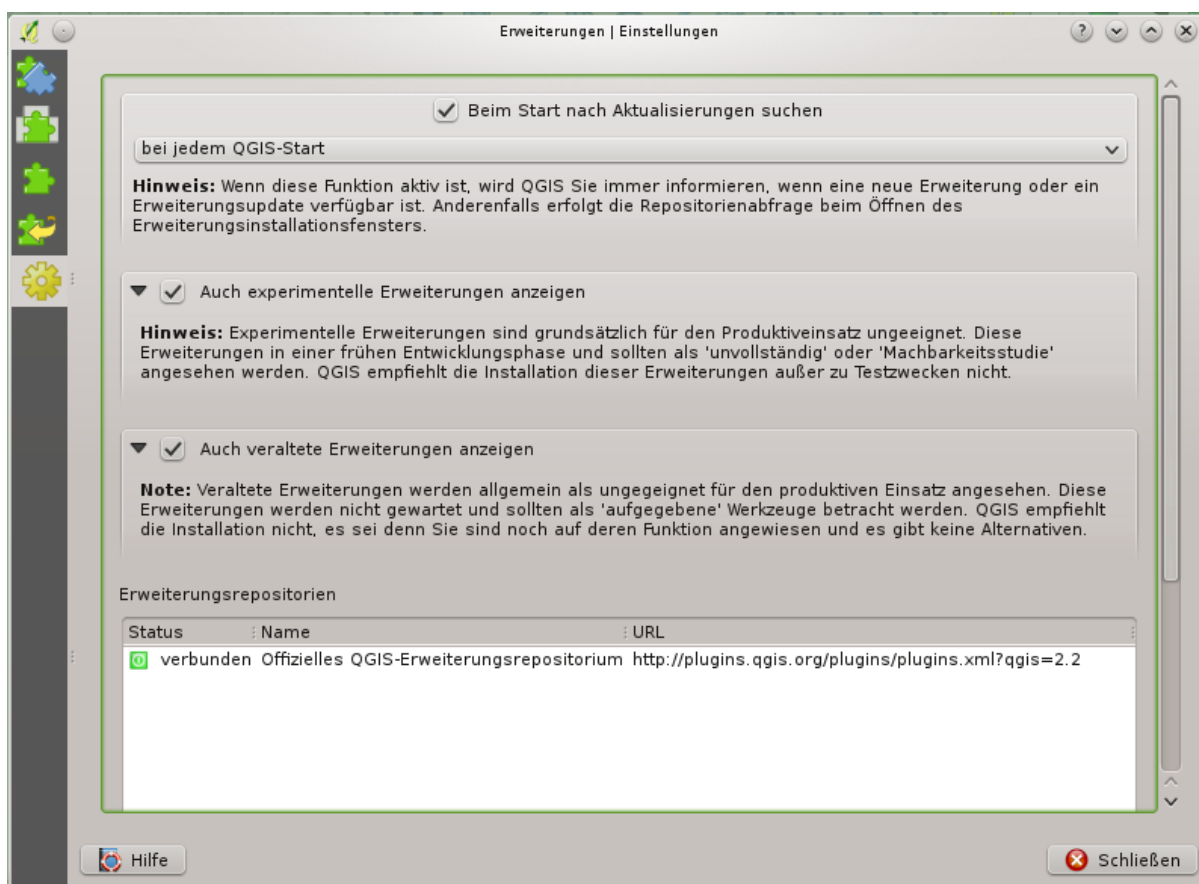 Erweiterungen | Einstellungen
Beim Start nach Aktualisierungen suchen
bei jedem QGIS-Start
Hinweis: Wenn diese Funktion aktiv ist, wird QGIS Sie immer informieren, wenn eine neue Erweiterung oder ein
Erweiterungsupdate verfügbar ist. Anderenfalls erfolgt die Repositorienabfrage beim Öffnen des
Erweiterungsinstallationsfensters.
Auch experimentelle Erweiterungen anzeigen
Hinweis: Experimentelle Erweiterungen sind grundsätzlich für den Produktiveinsatz ungeeignet. Diese
Erweiterungen in einer frühen Entwicklungsphase und sollten als 'unvollständig' oder 'Machbarkeitsstudie'
angesehen werden. QGIS empfiehlt die Installation dieser Erweiterungen außer zu Testzwecken nicht.
Auch veraltete Erweiterungen anzeigen
Note: Veraltete Erweiterungen werden allgemein als ungegeignet für den produktiven Einsatz angesehen. Diese
Erweiterungen werden nicht gewartet und sollten als 'aufgegebene' Werkzeuge betracht werden. QGIS empfiehlt
die Installation nicht, es sei denn Sie sind noch auf deren Funktion angewiesen und es gibt keine Alternativen.
Erweiterungsrepositorien
Status Name URL
verbunden Offizielles QGIS-Erweiterungsrepositorium http://plugins.qgis.org/plugins/plugins.xml?qgis=2.2
Hilfe Schließen